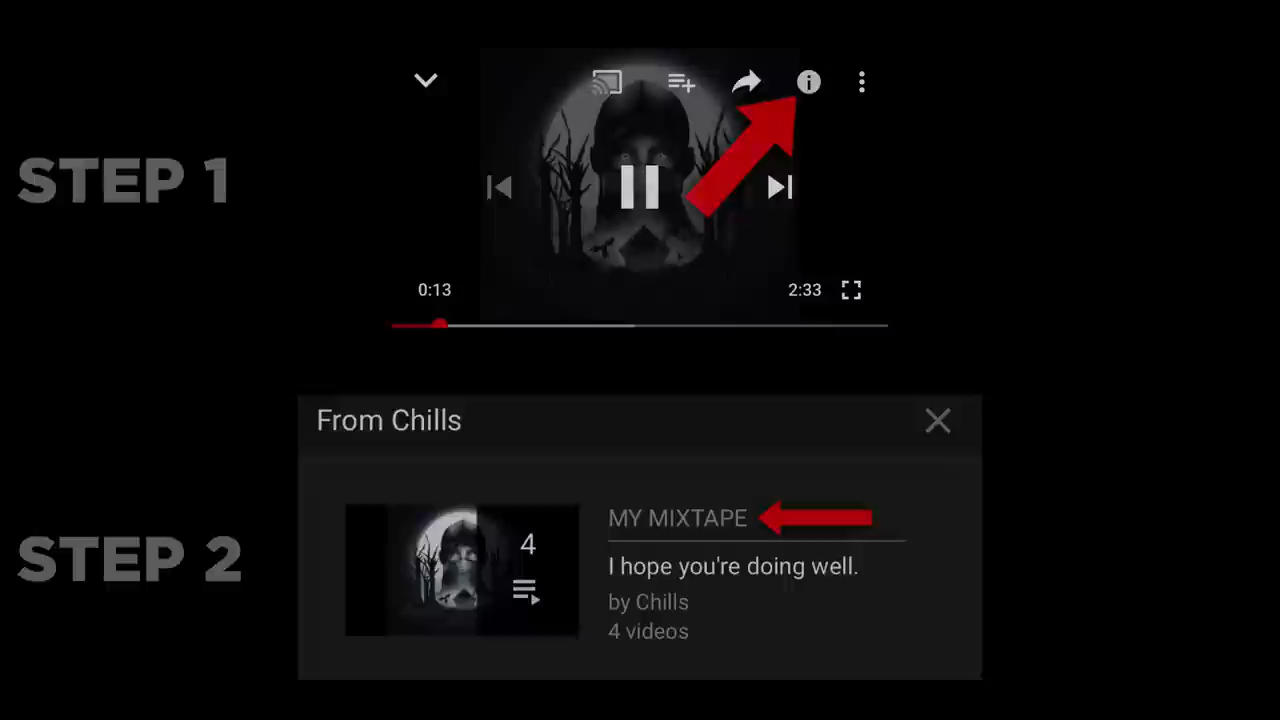 STEP 1
0:13
2:33
From Chills
STEP 2
4
MY MIXTAPE
I hope you're doing well.
by Chills
4 videos